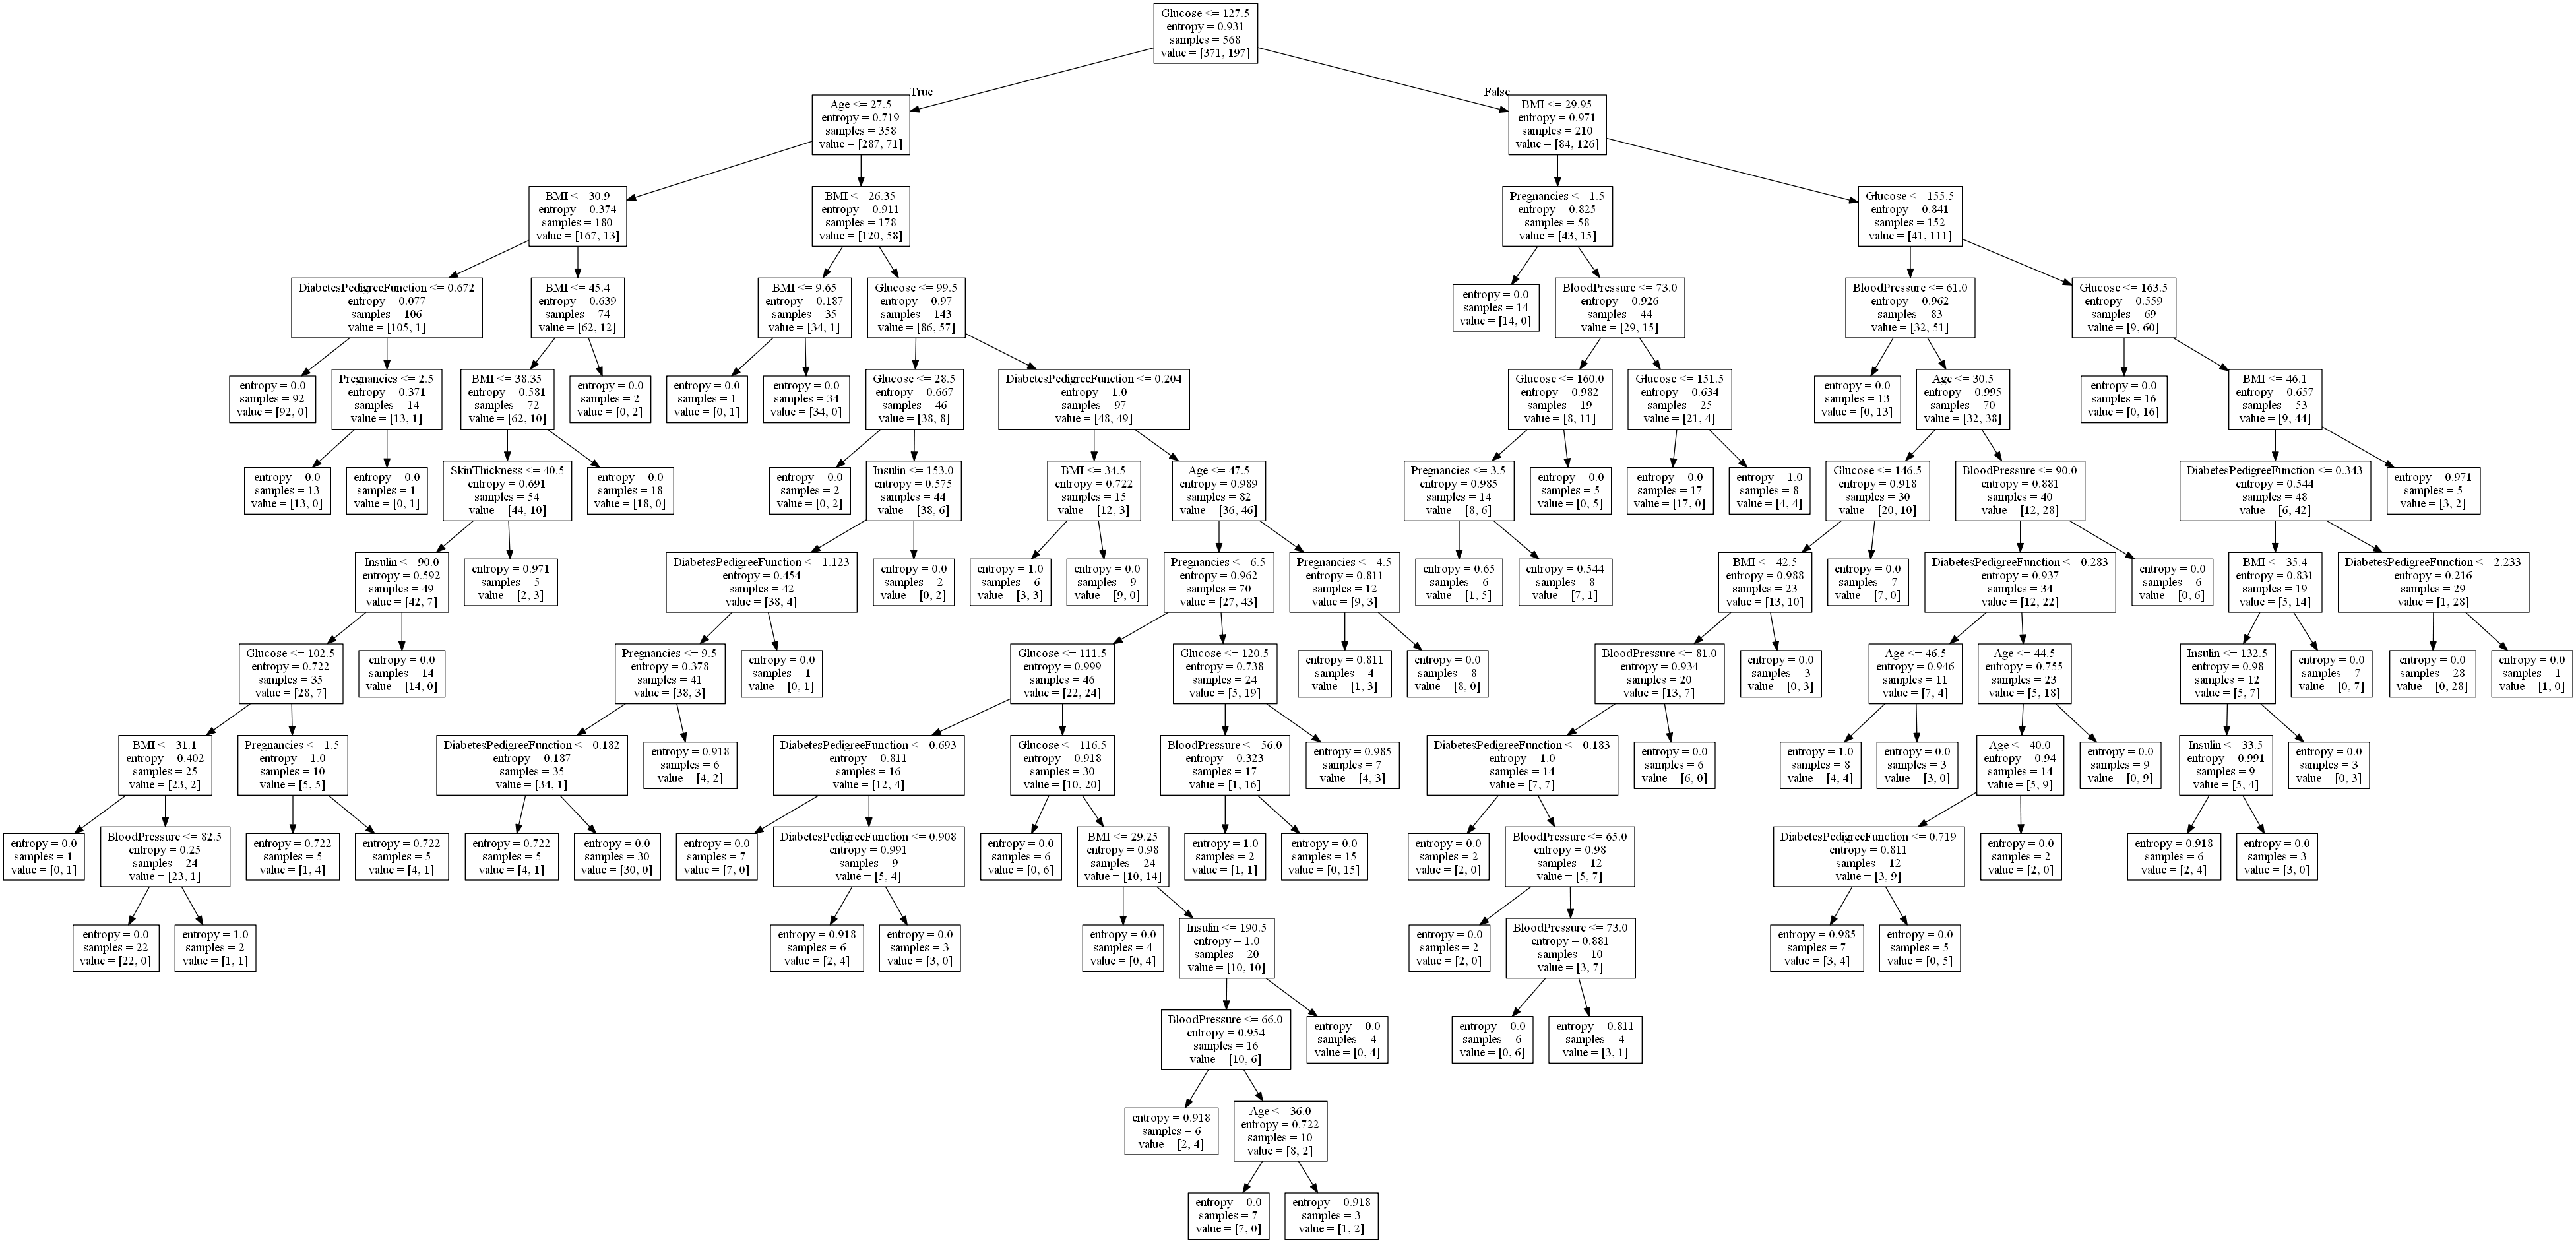 Glucose <= 127.5
entropy = 0.931
samples = 568
value = [371, 197]
True
False
Age <= 27.5
entropy = 0.719
samples = 358
value = [287, 71]
BMI <= 29.95
entropy = 0.971
samples = 210
value = [84, 126]
BMI <= 30.9
entropy = 0.374
samples = 180
value = [167, 13]
BMI <= 26.35
entropy = 0.911
samples = 178
value = [120, 58]
Pregnancies <= 1.5
entropy = 0.825
samples = 58
value = [43, 15]
Glucose <= 155.5
entropy = 0.841
samples = 152
value = [41, 111]
DiabetesPedigreeFunction <= 0.672
entropy = 0.077
samples = 106
value = [105, 1]
BMI <= 45.4
entropy = 0.639
samples = 74
value = [62, 12]
BMI <= 9.65
entropy = 0.187
samples = 35
value = [34, 1]
Glucose <= 99.5
entropy = 0.97
samples = 143
value = [86, 57]
entropy = 0.0
samples = 14
value = [14, 0]
BloodPressure <= 73.0
entropy = 0.926
samples = 44
value = [29, 15]
BloodPressure <= 61.0
entropy = 0.962
samples = 83
value = [32, 51]
Glucose <= 163.5
entropy = 0.559
samples = 69
value = [9, 60]
entropy = 0.0
samples = 92
value = [92, 0]
Pregnancies <= 2.5
entropy = 0.371
samples = 14
value = [13, 1]
BMI <= 38.35
entropy = 0.581
samples = 72
value = [62, 10]
entropy = 0.0
samples = 2
value = [0, 2]
entropy = 0.0
samples = 1
value = [0, 1]
entropy = 0.0
samples = 34
value = [34, 0]
Glucose <= 28.5
entropy = 0.667
samples = 46
value = [38, 8]
DiabetesPedigreeFunction <= 0.204
entropy = 1.0
samples = 97
value = [48, 49]
Glucose <= 160.0
entropy = 0.982
samples = 19
value = [8, 11]
Glucose <= 151.5
entropy = 0.634
samples = 25
value = [21, 4]
entropy = 0.0
samples = 13
value = [0, 13]
Age <= 30.5
entropy = 0.995
samples = 70
value = [32, 38]
entropy = 0.0
samples = 16
value = [0, 16]
BMI <= 46.1
entropy = 0.657
samples = 53
value = [9, 44]
entropy = 0.0
samples = 13
value = [13, 0]
entropy = 0.0
samples = 1
value = [0, 1]
SkinThickness <= 40.5
entropy = 0.691
samples = 54
value = [44, 10]
entropy = 0.0
samples = 18
value = [18, 0]
entropy = 0.0
samples = 2
value = [0, 2]
Insulin <= 153.0
entropy = 0.575
samples = 44
value = [38, 6]
BMI <= 34.5
entropy = 0.722
samples = 15
value = [12, 3]
Age <= 47.5
entropy = 0.989
samples = 82
value = [36, 46]
Pregnancies <= 3.5
entropy = 0.985
samples = 14
value = [8, 6]
entropy = 0.0
samples = 5
value = [0, 5]
entropy = 0.0
samples = 17
value = [17, 0]
entropy = 1.0
samples = 8
value = [4, 4]
Glucose <= 146.5
entropy = 0.918
samples = 30
value = [20, 10]
BloodPressure <= 90.0
entropy = 0.881
samples = 40
value = [12, 28]
DiabetesPedigreeFunction <= 0.343
entropy = 0.544
samples = 48
value = [6, 42]
entropy = 0.971
samples = 5
value = [3, 2]
Insulin <= 90.0
entropy = 0.592
samples = 49
value = [42, 7]
entropy = 0.971
samples = 5
value = [2, 3]
DiabetesPedigreeFunction <= 1.123
entropy = 0.454
samples = 42
value = [38, 4]
entropy = 0.0
samples = 2
value = [0, 2]
entropy = 1.0
samples = 6
value = [3, 3]
entropy = 0.0
samples = 9
value = [9, 0]
Pregnancies <= 6.5
entropy = 0.962
samples = 70
value = [27, 43]
Pregnancies <= 4.5
entropy = 0.811
samples = 12
value = [9, 3]
entropy = 0.65
samples = 6
value = [1, 5]
entropy = 0.544
samples = 8
value = [7, 1]
BMI <= 42.5
entropy = 0.988
samples = 23
value = [13, 10]
entropy = 0.0
samples = 7
value = [7, 0]
DiabetesPedigreeFunction <= 0.283
entropy = 0.937
samples = 34
value = [12, 22]
entropy = 0.0
samples = 6
value = [0, 6]
BMI <= 35.4
entropy = 0.831
samples = 19
value = [5, 14]
DiabetesPedigreeFunction <= 2.233
entropy = 0.216
samples = 29
value = [1, 28]
Glucose <= 102.5
entropy = 0.722
samples = 35
value = [28, 7]
entropy = 0.0
samples = 14
value = [14, 0]
Pregnancies <= 9.5
entropy = 0.378
samples = 41
value = [38, 3]
entropy = 0.0
samples = 1
value = [0, 1]
Glucose <= 111.5
entropy = 0.999
samples = 46
value = [22, 24]
Glucose <= 120.5
entropy = 0.738
samples = 24
value = [5, 19]
entropy = 0.811
samples = 4
value = [1, 3]
entropy = 0.0
samples = 8
value = [8, 0]
BloodPressure <= 81.0
entropy = 0.934
samples = 20
value = [13, 7]
entropy = 0.0
samples = 3
value = [0, 3]
Age <= 46.5
entropy = 0.946
samples = 11
value = [7, 4]
Age <= 44.5
entropy = 0.755
samples = 23
value = [5, 18]
Insulin <= 132.5
entropy = 0.98
samples = 12
value = [5, 7]
entropy = 0.0
samples = 7
value = [0, 7]
entropy = 0.0
samples = 28
value = [0, 28]
entropy = 0.0
samples = 1
value = [1, 0]
BMI <= 31.1
entropy = 0.402
samples = 25
value = [23, 2]
Pregnancies <= 1.5
entropy = 1.0
samples = 10
value = [5, 5]
DiabetesPedigreeFunction <= 0.182
entropy = 0.187
samples = 35
value = [34, 1]
entropy = 0.918
samples = 6
value = [4, 2]
DiabetesPedigreeFunction <= 0.693
entropy = 0.811
samples = 16
value = [12, 4]
Glucose <= 116.5
entropy = 0.918
samples = 30
value = [10, 20]
BloodPressure <= 56.0
entropy = 0.323
samples = 17
value = [1, 16]
entropy = 0.985
samples = 7
value = [4, 3]
DiabetesPedigreeFunction <= 0.183
entropy = 1.0
samples = 14
value = [7, 7]
entropy = 0.0
samples = 6
value = [6, 0]
entropy = 1.0
samples = 8
value = [4, 4]
entropy = 0.0
samples = 3
value = [3, 0]
Age <= 40.0
entropy = 0.94
samples = 14
value = [5, 9]
entropy = 0.0
samples = 9
value = [0, 9]
Insulin <= 33.5
entropy = 0.991
samples = 9
value = [5, 4]
entropy = 0.0
samples = 3
value = [0, 3]
entropy = 0.0
samples = 1
value = [0, 1]
BloodPressure <= 82.5
entropy = 0.25
samples = 24
value = [23, 1]
entropy = 0.722
samples = 5
value = [1, 4]
entropy = 0.722
samples = 5
value = [4, 1]
entropy = 0.722
samples = 5
value = [4, 1]
entropy = 0.0
samples = 30
value = [30, 0]
entropy = 0.0
samples = 7
value = [7, 0]
DiabetesPedigreeFunction <= 0.908
entropy = 0.991
samples = 9
value = [5, 4]
entropy = 0.0
samples = 6
value = [0, 6]
BMI <= 29.25
entropy = 0.98
samples = 24
value = [10, 14]
entropy = 1.0
samples = 2
value = [1, 1]
entropy = 0.0
samples = 15
value = [0, 15]
entropy = 0.0
samples = 2
value = [2, 0]
BloodPressure <= 65.0
entropy = 0.98
samples = 12
value = [5, 7]
DiabetesPedigreeFunction <= 0.719
entropy = 0.811
samples = 12
value = [3, 9]
entropy = 0.0
samples = 2
value = [2, 0]
entropy = 0.918
samples = 6
value = [2, 4]
entropy = 0.0
samples = 3
value = [3, 0]
entropy = 0.0
samples = 22
value = [22, 0]
entropy = 1.0
samples = 2
value = [1, 1]
entropy = 0.918
samples = 6
value = [2, 4]
entropy = 0.0
samples = 3
value = [3, 0]
entropy = 0.0
samples = 4
value = [0, 4]
Insulin <= 190.5
entropy = 1.0
samples = 20
value = [10, 10]
entropy = 0.0
samples = 2
value = [2, 0]
BloodPressure <= 73.0
entropy = 0.881
samples = 10
value = [3, 7]
entropy = 0.985
samples = 7
value = [3, 4]
entropy = 0.0
samples = 5
value = [0, 5]
BloodPressure <= 66.0
entropy = 0.954
samples = 16
value = [10, 6]
entropy = 0.0
samples = 4
value = [0, 4]
entropy = 0.0
samples = 6
value = [0, 6]
entropy = 0.811
samples = 4
value = [3, 1]
entropy = 0.918
samples = 6
value = [2, 4]
Age <= 36.0
entropy = 0.722
samples = 10
value = [8, 2]
entropy = 0.0
samples = 7
value = [7, 0]
entropy = 0.918
samples = 3
value = [1, 2]